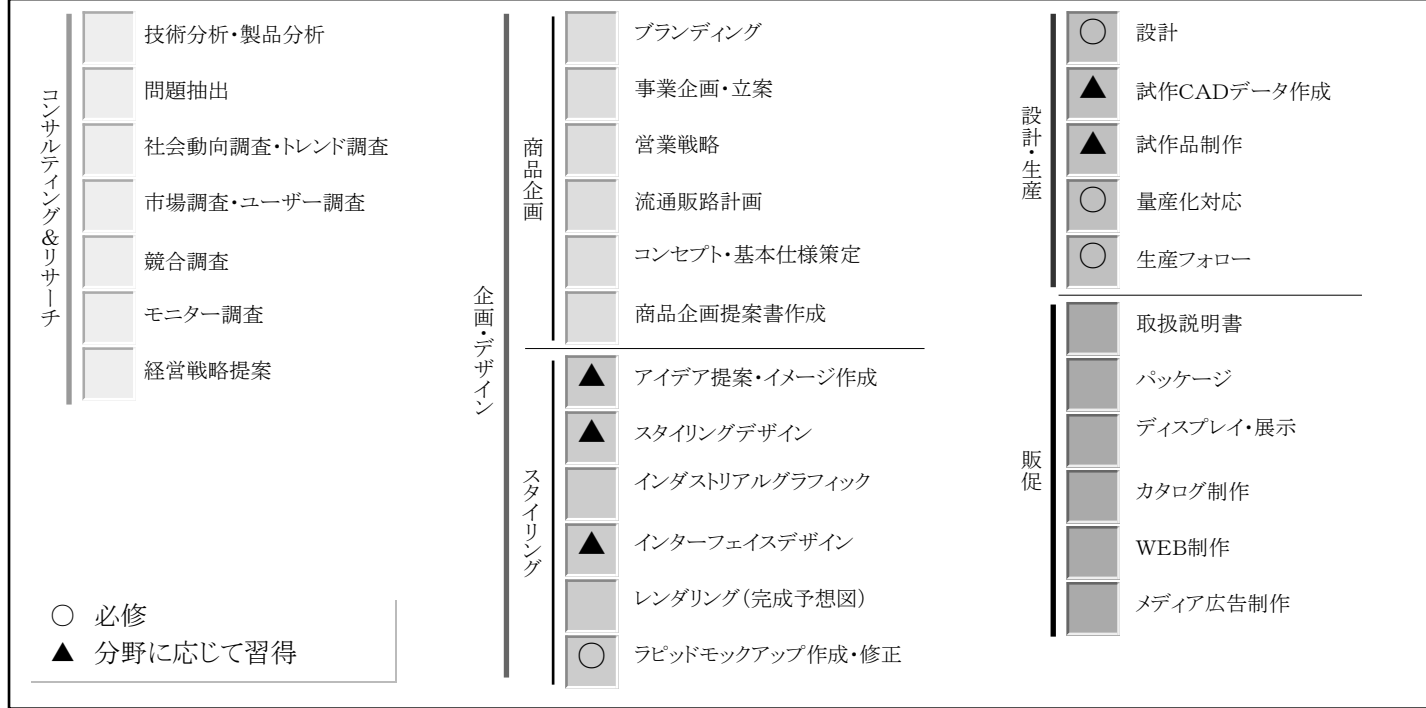 コンサルティング&リサーチ
技術分析・製品分析
問題抽出
社会動向調査・トレンド調査
市場調査・ユーザー調査
競合調査
モニター調査
経営戦略提案
企画・デザイン
商品企画
ブランディング
事業企画・立案
営業戦略
流通販路計画
コンセプト・基本仕様策定
商品企画提案書作成
スタイリング
▲ アイデア提案・イメージ作成
▲ スタイリングデザイン
インダストリアルグラフィック
▲ インターフェイスデザイン
レンダリング(完成予想図)
○ ラピッドモックアップ作成・修正
設計・生産
○ 設計
▲ 試作CADデータ作成
▲ 試作品制作
○ 量産化対応
○ 生産フォロー
販促
取扱説明書
パッケージ
ディスプレイ・展示
カタログ制作
WEB制作
メディア広告制作
○ 必修
▲ 分野に応じて習得